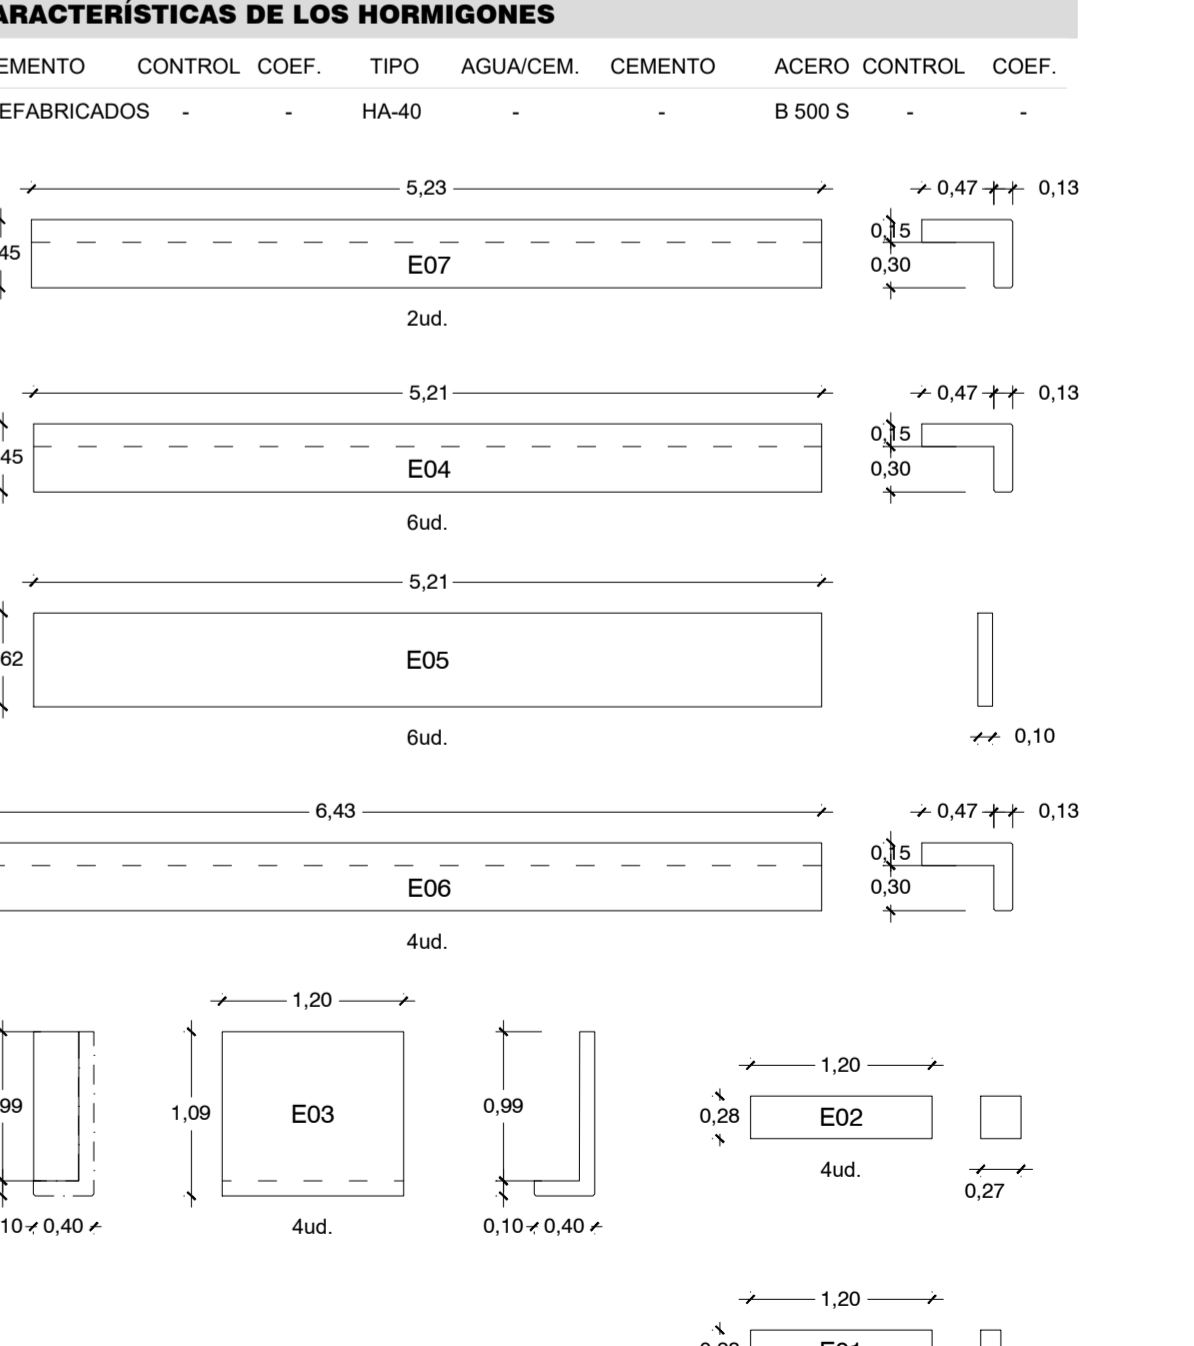 ARACTERÍSTICAS DE LOS HORMIGONES
EMENTO CONTROL COEF. TIPO AGUA/CEM. CEMENTO ACERO CONTROL COEF.
EFABRICADOS - - HA-40 - - B 500 S - -
5,23 0,47 0,13
45 E07 0,15
0,30
2ud.
5,21 0,47 0,13
45 E04 0,15
0,30
6ud.
5,21
62 E05
6ud. 0,10
6,43 0,47 0,13
E06 0,15
0,30
4ud.
1,20
1,20
99 1,09 E03 0,99 0,28 E02
4ud. 0,27
10 0,40 4ud. 0,10 0,40
1,20